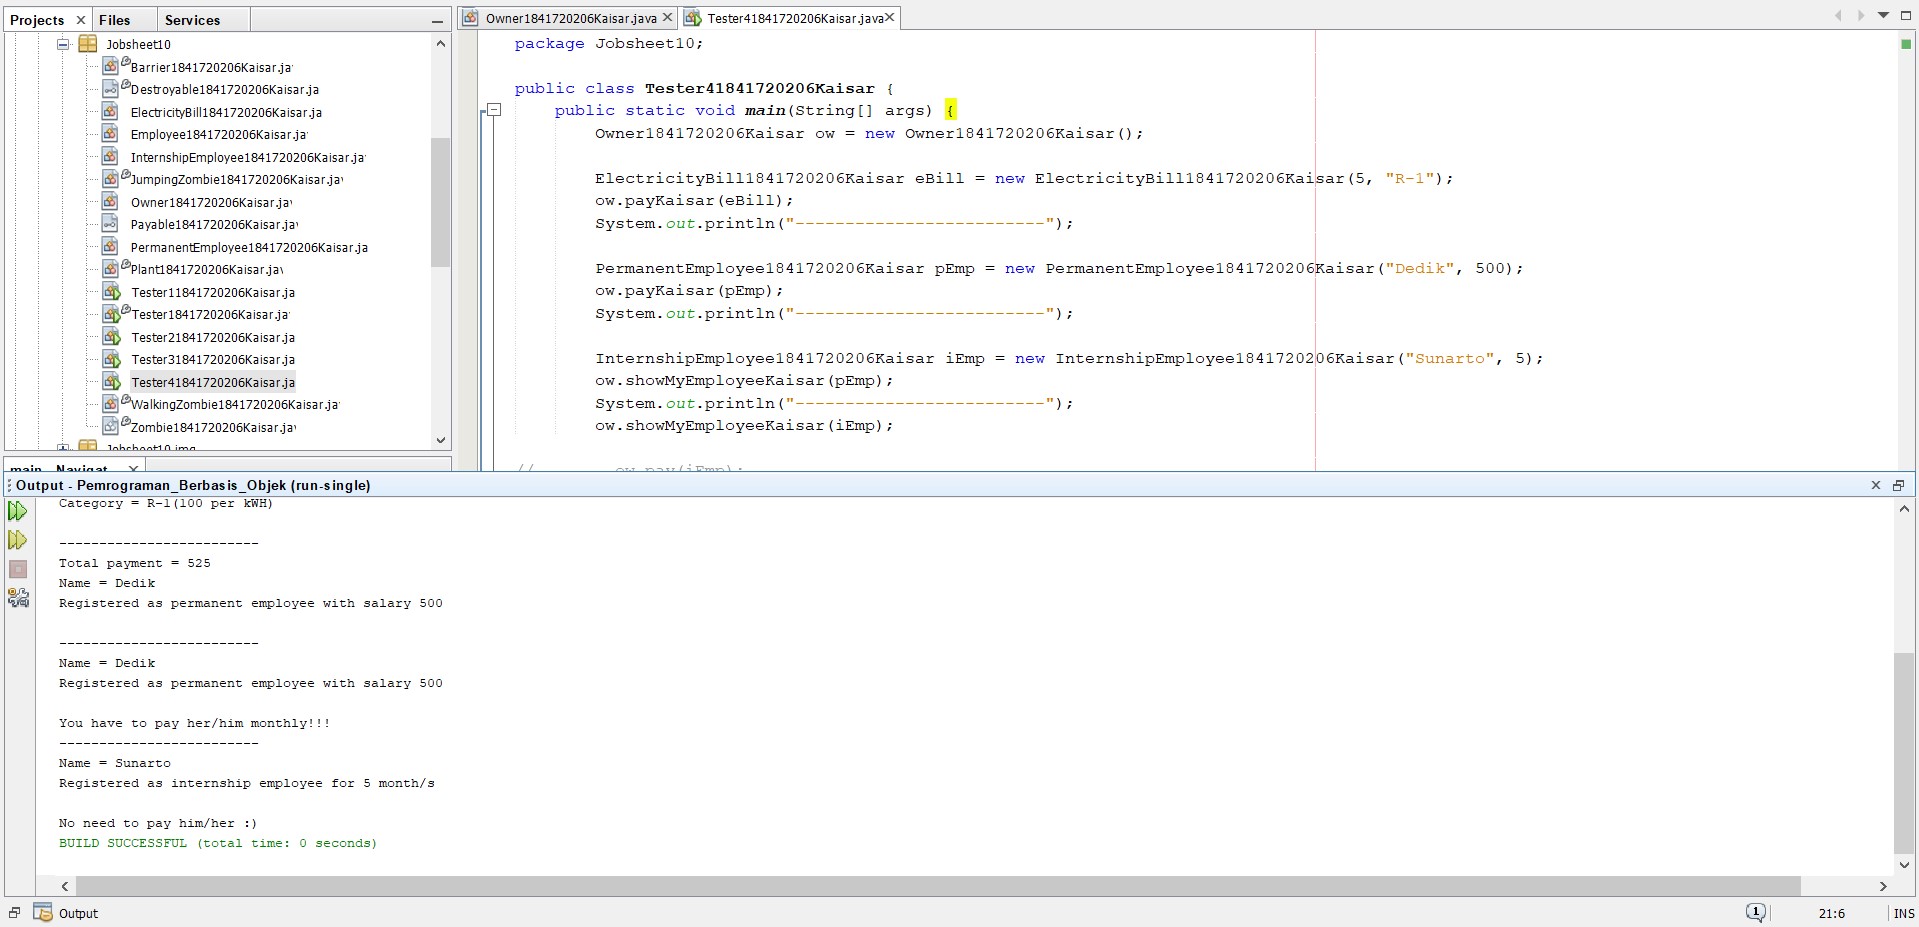 Projects Files Services
Jobsheet10
Barrier1841720206Kaisar.ja
Destroyable1841720206Kaisar.ja
ElectricityBill1841720206Kaisar.ja
Employee1841720206Kaisar.ja
InternshipEmployee1841720206Kaisar.ja
JumpingZombie1841720206Kaisar.ja
Owner1841720206Kaisar.ja
Payable1841720206Kaisar.ja
PermanentEmployee1841720206Kaisar.ja
Plant1841720206Kaisar.ja
Tester11841720206Kaisar.ja
Tester1841720206Kaisar.ja
Tester21841720206Kaisar.ja
Tester31841720206Kaisar.ja
Tester41841720206Kaisar.ja
WalkingZombie1841720206Kaisar.ja
Zombie1841720206Kaisar.ja
Jobsheet10.img
main - Navigat
Owner1841720206Kaisar.java Tester41841720206Kaisar.java
package Jobsheet10;
public class Tester41841720206Kaisar {
public static void main(String[] args) {
Owner1841720206Kaisar ow = new Owner1841720206Kaisar();
ElectricityBill1841720206Kaisar eBill = new ElectricityBill1841720206Kaisar(5, "R-1");
ow.payKaisar(eBill);
System.out.println("-------------------------");
PermanentEmployee1841720206Kaisar pEmp = new PermanentEmployee1841720206Kaisar("Dedik", 500);
ow.payKaisar(pEmp);
System.out.println("-------------------------");
InternshipEmployee1841720206Kaisar iEmp = new InternshipEmployee1841720206Kaisar("Sunarto", 5);
ow.showMyEmployeeKaisar(pEmp);
System.out.println("-------------------------");
ow.showMyEmployeeKaisar(iEmp);
// ow.pay(iEmp);
Output - Pemrograman_Berbasis_Objek (run-single)
Category = R-1(100 per kWH)
-------------------------
Total payment = 525
Name = Dedik
Registered as permanent employee with salary 500
-------------------------
Name = Dedik
Registered as permanent employee with salary 500
You have to pay her/him monthly!!!
-------------------------
Name = Sunarto
Registered as internship employee for 5 month/s
No need to pay him/her :)
BUILD SUCCESSFUL (total time: 0 seconds)
Output 1 21:6 INS